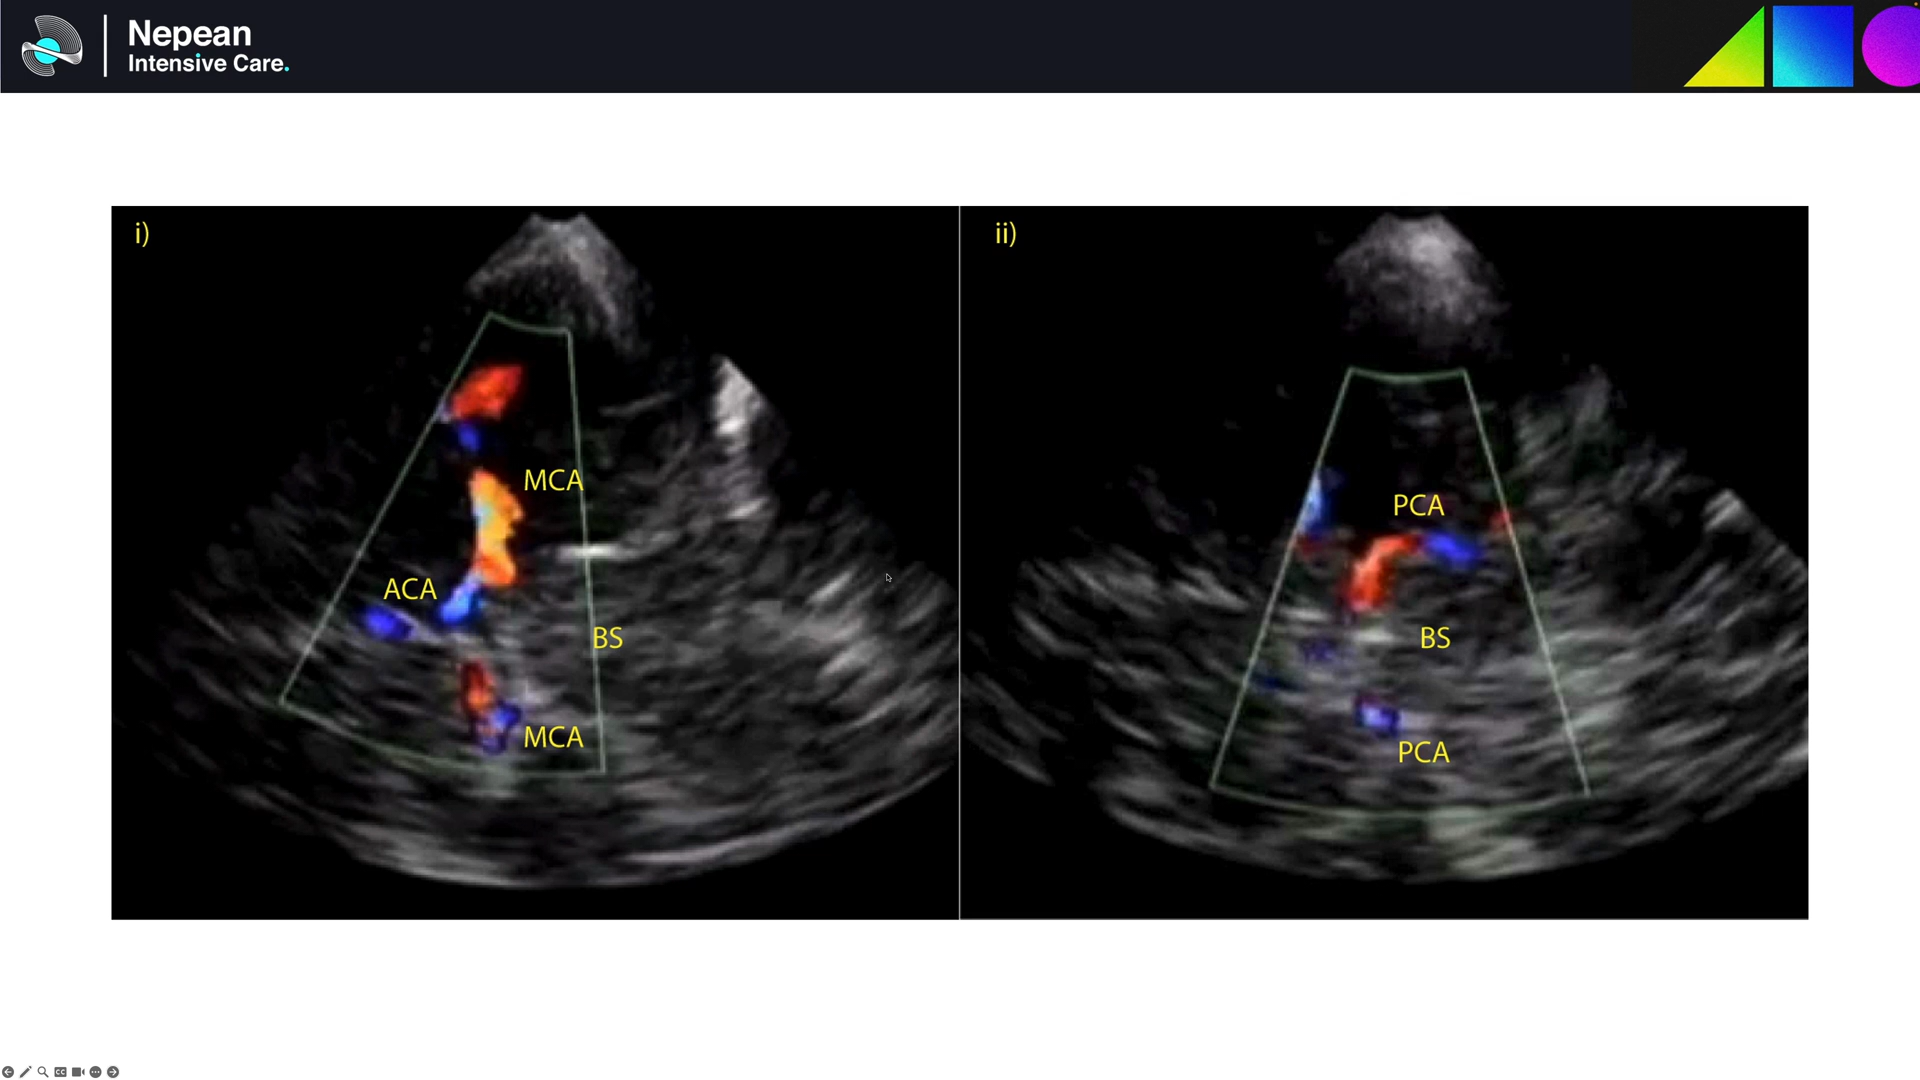 Nepean
Intensive Care.
i)
MCA
ACA
BS
MCA
ii)
PCA
BS
PCA